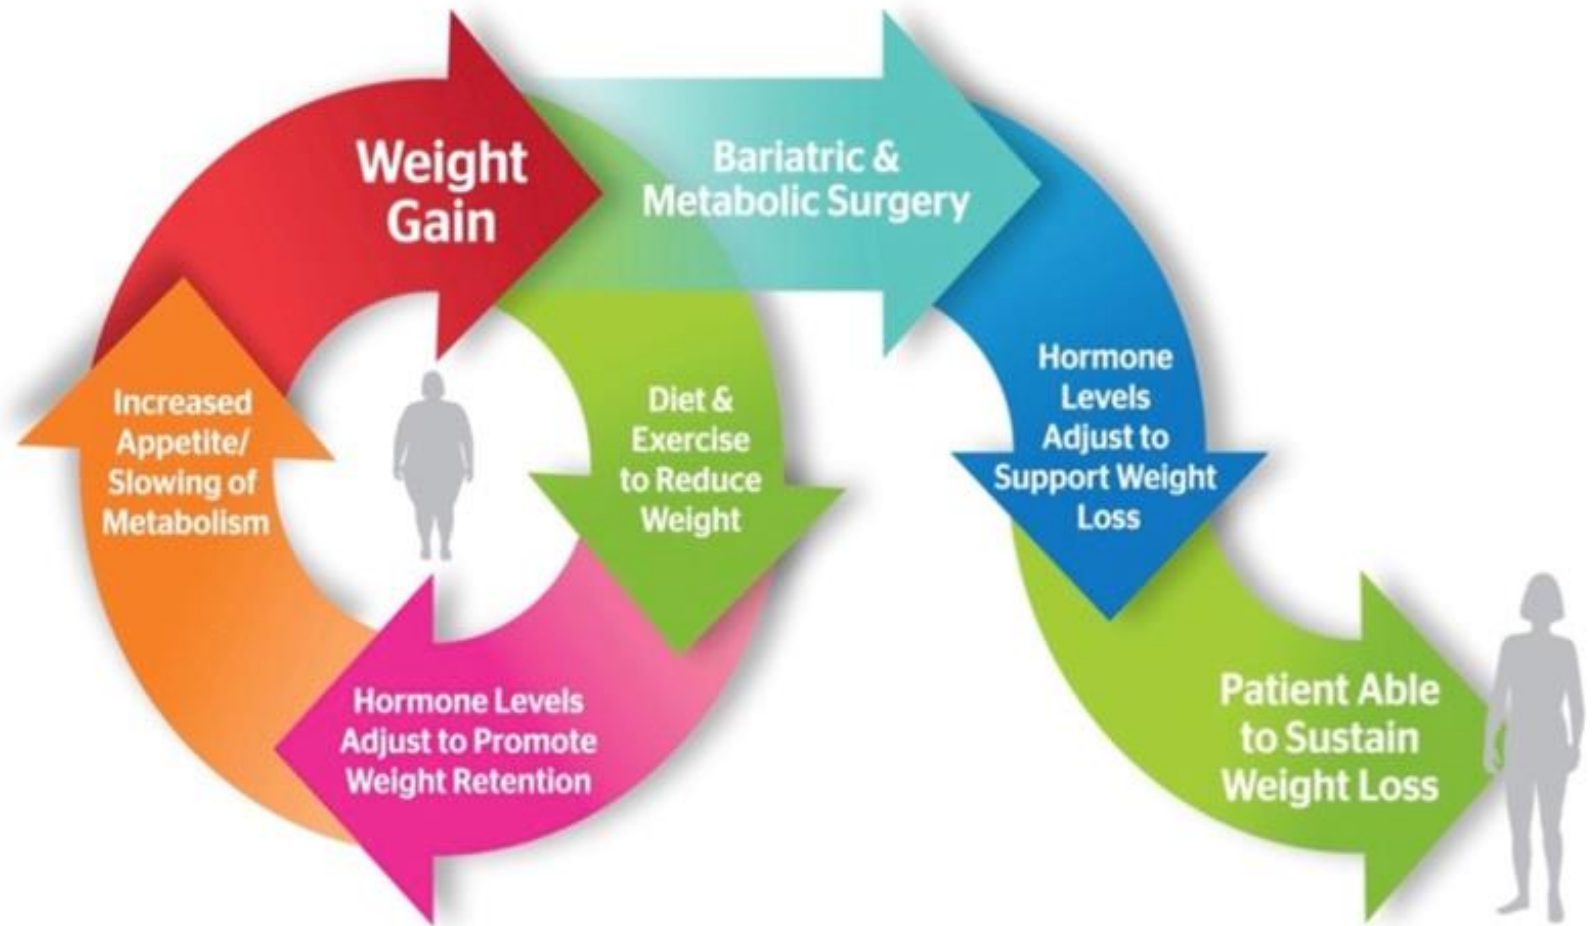 Weight
Gain
Bariatric &
Metabolic Surgery
Hormone
Levels
Adjust to
Support Weight
Loss
Patient Able
to Sustain
Weight Loss
Diet &
Exercise
to Reduce
Weight
Hormone Levels
Adjust to Promote
Weight Retention
Increased
Appetite/
Slowing of
Metabolism